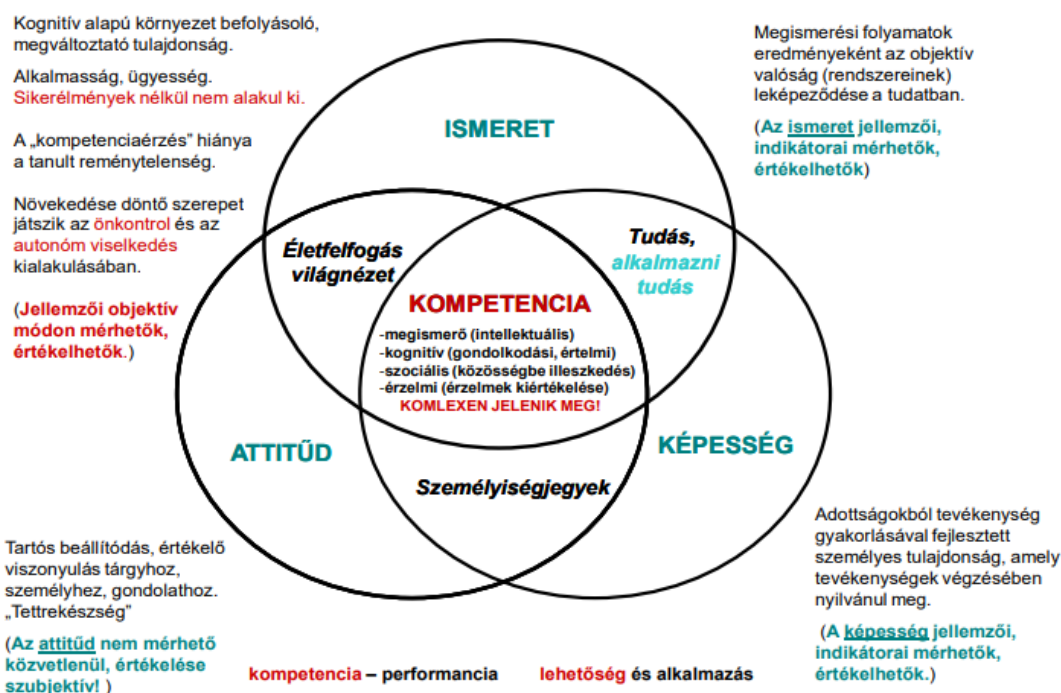 Kognitív alapú környezet befolyásoló,
megváltoztató tulajdonság.
Alkalmasság, ügyesség.
Sikerélmények nélkül nem alakul ki.
A „kompetenciaérzés” hiánya
a tanult reménytelenség.
Növekedése döntő szerepet
játszik az önkontrol és az
autonóm viselkedés
kialakulásában.
(Jellemzői objektív
módon mérhetők,
értékelhetők.)
Megismerési folyamatok
eredményeként az objektív
valóság (rendszereinek)
leképeződése a tudatban.
(Az ismeret jellemzői,
indikátorai mérhetők,
értékelhetők)
ISMERET
Életfelfogás
világnézet
Tudás,
alkalmazni
tudás
KOMPETENCIA
-megismerő (intellektuális)
-kognitív (gondolkodási, értelmi)
-szociális (közösségbe illeszkedés)
-érzelmi (érzelmek kiértékelése)
KOMLEXEN JELENIK MEG!
ATTITŰD
KÉPESSÉG
Személyiségjegyek
Tartós beállítódás, értékelő
viszonyulás tárgyhoz,
személyhez, gondolathoz.
„Tettrekészség”
(Az attitűd nem mérhető
közvetlenül, értékelése
szubjektív! )
Adottságokból tevékenység
gyakorlásával fejlesztett
személyes tulajdonság, amely
tevékenységek végzésében
nyilvánul meg.
(A képesség jellemzői,
indikátorai mérhetők,
értékelhetők.)
kompetencia – performancia
lehetőség és alkalmazás